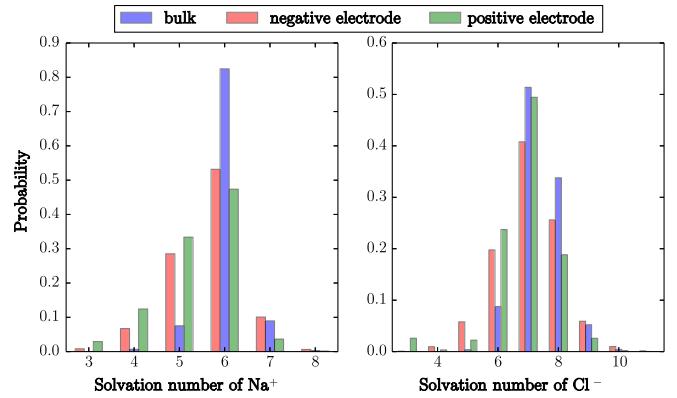 bulk negative electrode positive electrode
0.9
0.8
0.7
0.6
0.5
0.4
0.3
0.2
0.1
0.0
Probability
3 4 5 6 7 8
Solvation number of Na⁺
0.6
0.5
0.4
0.3
0.2
0.1
0.0
4 6 8 10
Solvation number of Cl⁻